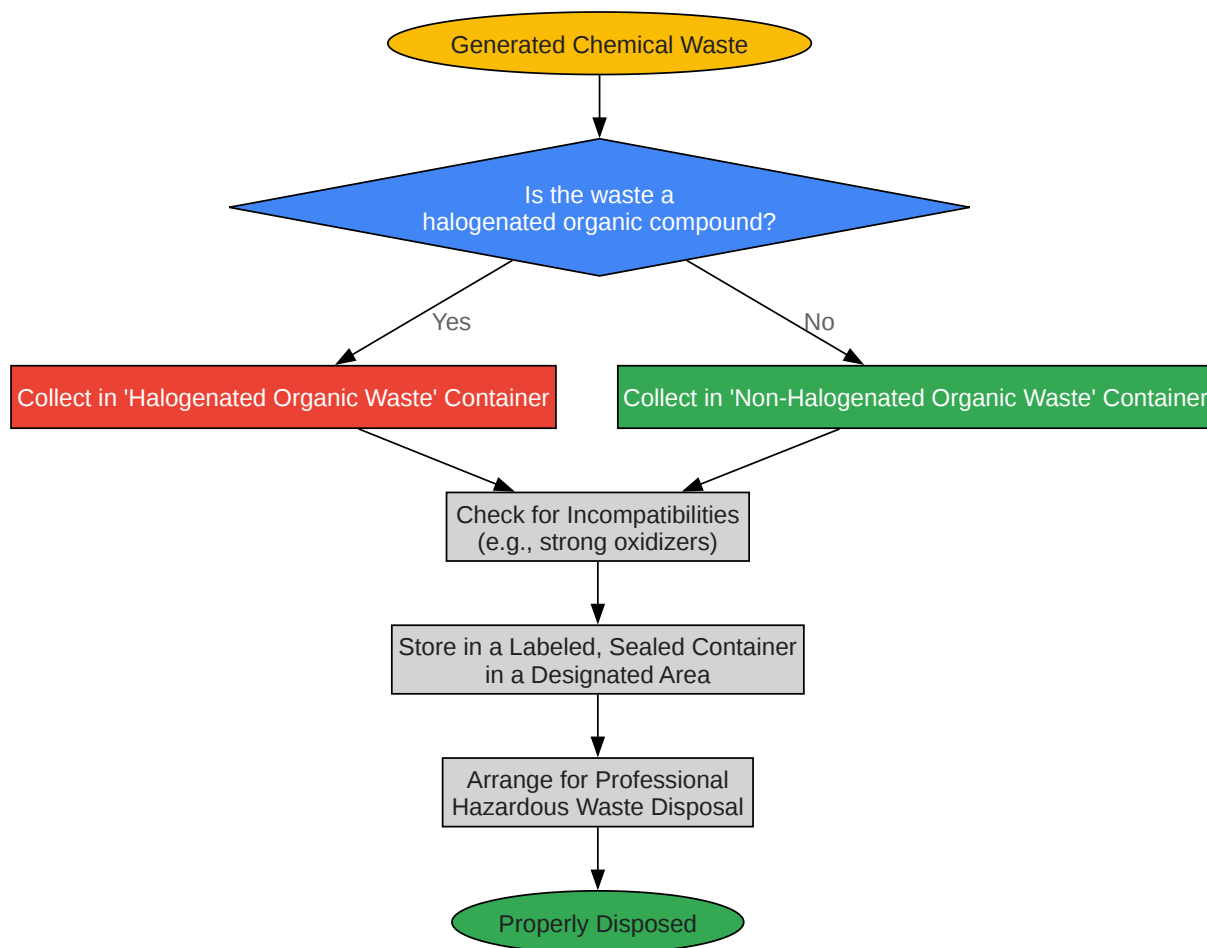 Generated Chemical Waste
Is the waste a
halogenated organic compound?
Yes
No
Collect in 'Halogenated Organic Waste' Container
Collect in 'Non-Halogenated Organic Waste' Container
Check for Incompatibilities
(e.g., strong oxidizers)
Store in a Labeled, Sealed Container
in a Designated Area
Arrange for Professional
Hazardous Waste Disposal
Properly Disposed